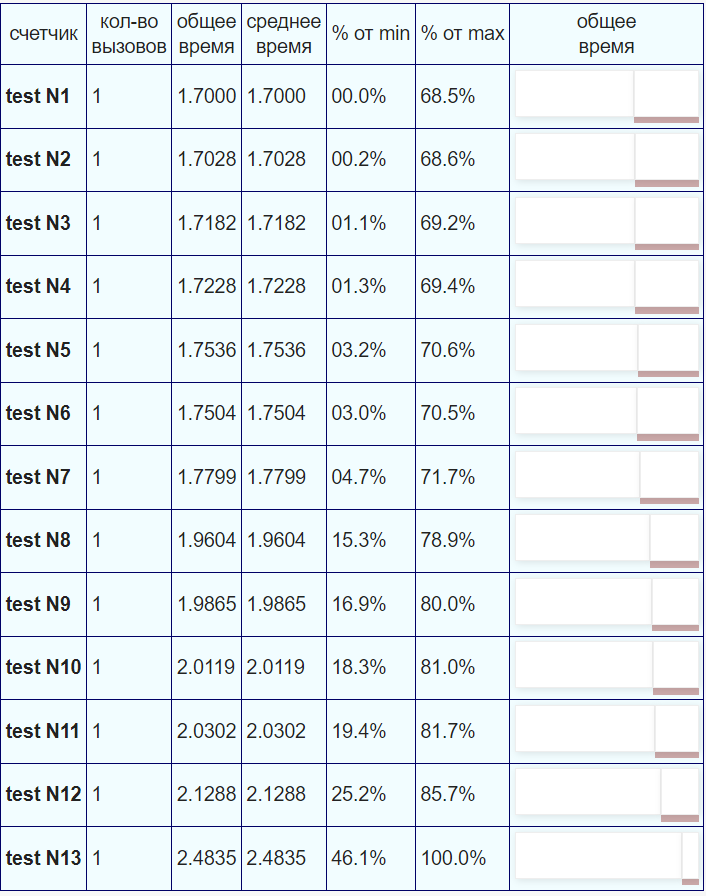 счетчик кол-во вызовов общее время среднее время % от min % от max общее время
test N1 1 1.7000 1.7000 00.0% 68.5%
test N2 1 1.7028 1.7028 00.2% 68.6%
test N3 1 1.7182 1.7182 01.1% 69.2%
test N4 1 1.7228 1.7228 01.3% 69.4%
test N5 1 1.7536 1.7536 03.2% 70.6%
test N6 1 1.7504 1.7504 03.0% 70.5%
test N7 1 1.7799 1.7799 04.7% 71.7%
test N8 1 1.9604 1.9604 15.3% 78.9%
test N9 1 1.9865 1.9865 16.9% 80.0%
test N10 1 2.0119 2.0119 18.3% 81.0%
test N11 1 2.0302 2.0302 19.4% 81.7%
test N12 1 2.1288 2.1288 25.2% 85.7%
test N13 1 2.4835 2.4835 46.1% 100.0%